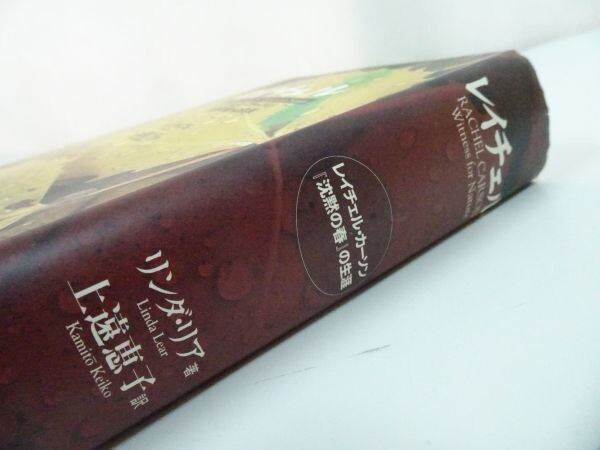 レイチェル
RACHEL CARSON
Witness for Nature
レイチェル・カーソン
『沈黙の春』の生涯
リンダ・リア 著
Linda Lear
上遠恵子 訳
Kamitō Keiko